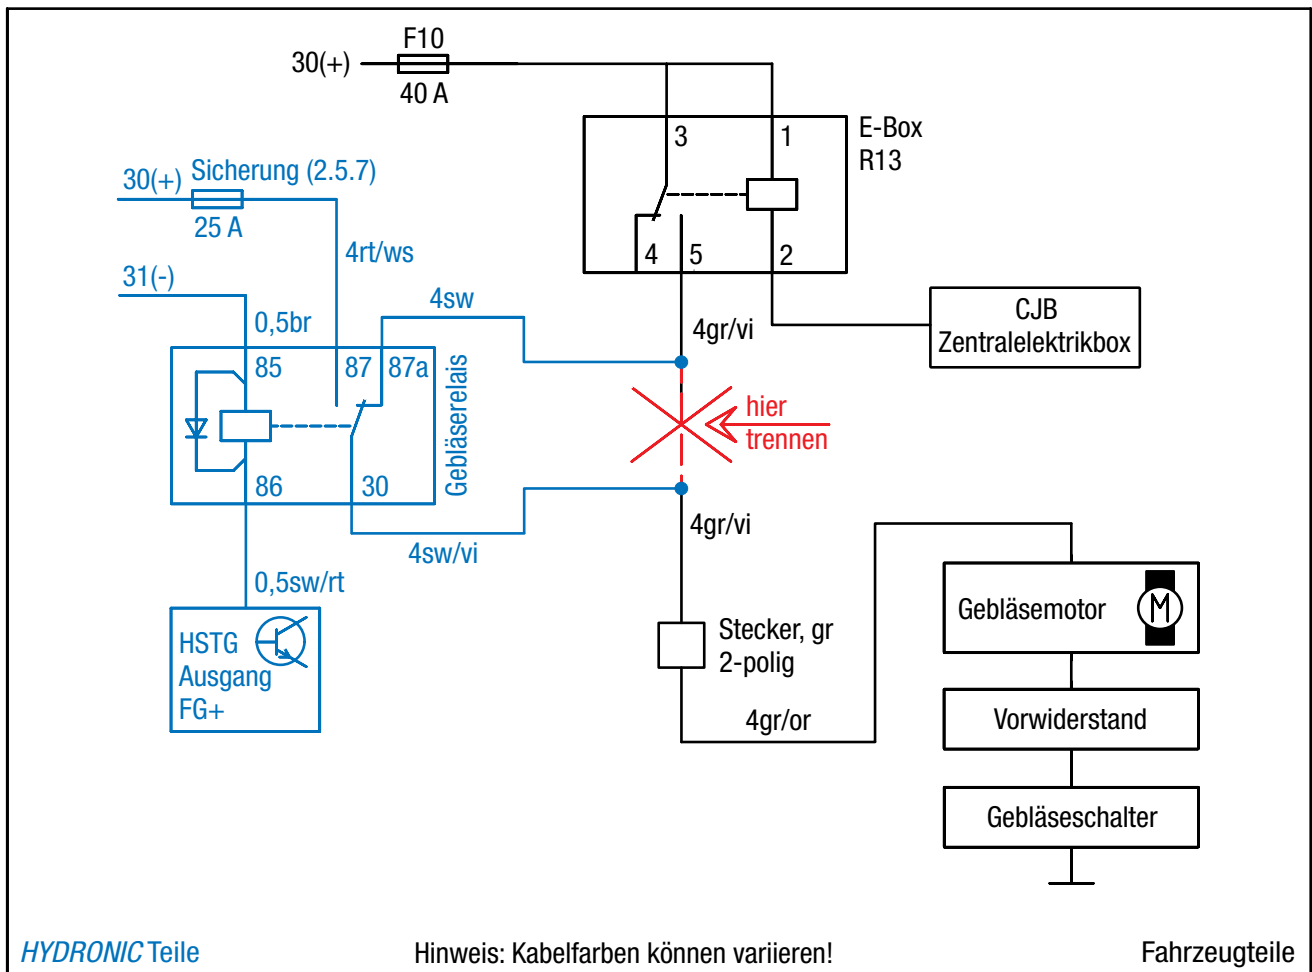 F10
30(+)
40 A
E-Box
R13
3
1
4
5
2
Sicherung (2.5.7)
30(+)
25 A
4rt/ws
31(-)
0,5br
4sw
4gr/vi
CJB
Zentralelektrikbox
85
87
87a
Gebläserelais
86
30
hier
trennen
4sw/vi
4gr/vi
0,5sw/rt
HSTG
Ausgang
FG+
Stecker, gr
2-polig
4gr/or
Gebläsemotor
M
Vorwiderstand
Gebläseschalter
HYDRONIC Teile
Hinweis: Kabelfarben können variieren!
Fahrzeugteile